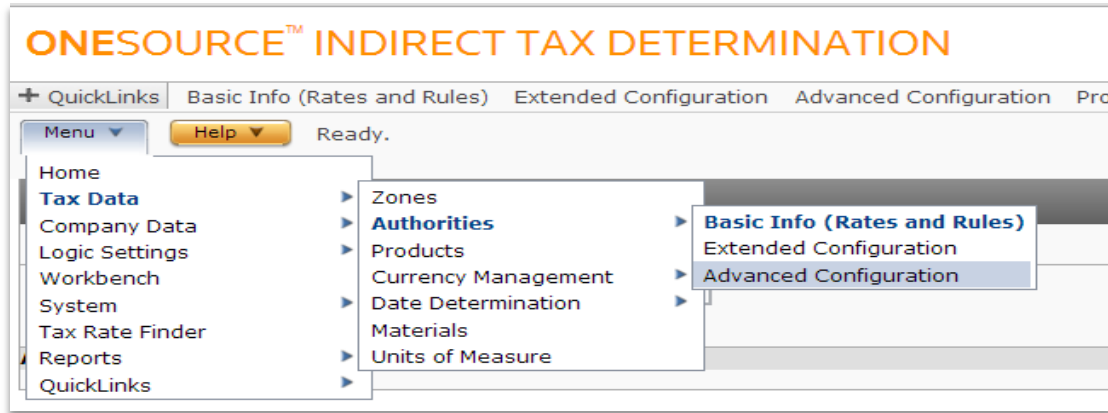 ONESOURCE™ INDIRECT TAX DETERMINATION
+ QuickLinks Basic Info (Rates and Rules) Extended Configuration Advanced Configuration Pro
Menu Help Ready.
Home
Tax Data
Company Data
Logic Settings
Workbench
System
Tax Rate Finder
Reports
QuickLinks
Zones
Authorities
Products
Currency Management
Date Determination
Materials
Units of Measure
Basic Info (Rates and Rules)
Extended Configuration
Advanced Configuration